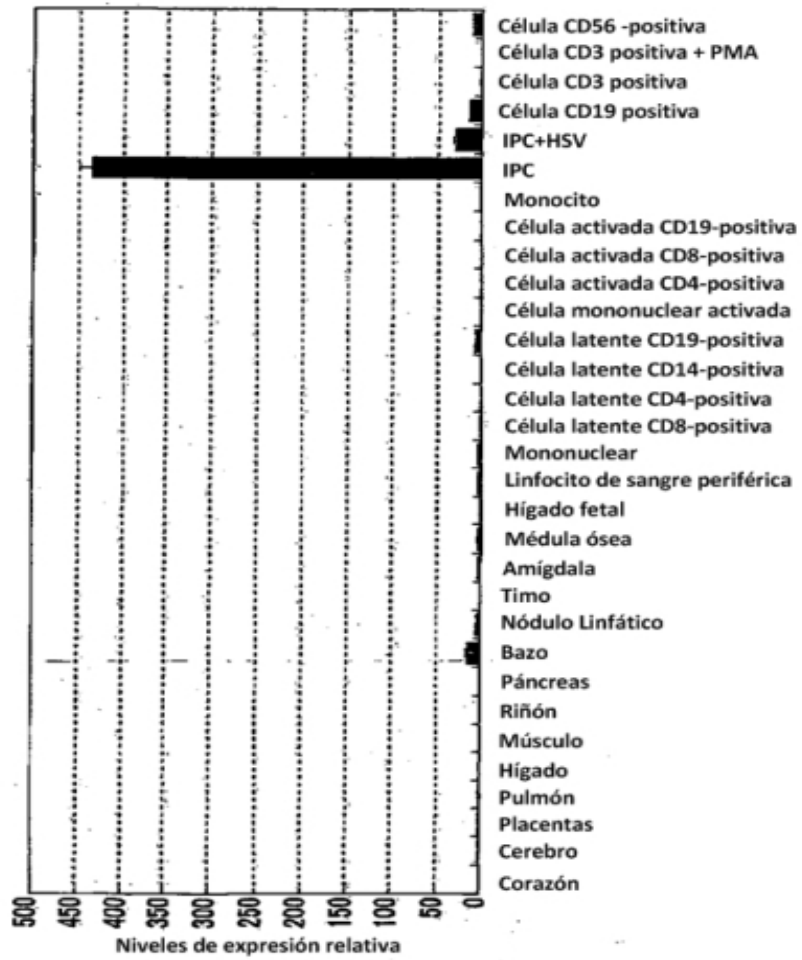 Célula CD56 -positiva
Célula CD3 positiva + PMA
Célula CD3 positiva
Célula CD19 positiva
IPC+HSV
IPC
Monocito
Célula activada CD19-positiva
Célula activada CD8-positiva
Célula activada CD4-positiva
Célula mononuclear activada
Célula latente CD19-positiva
Célula latente CD14-positiva
Célula latente CD4-positiva
Célula latente CD8-positiva
Mononuclear
Linfocito de sangre periférica
Hígado fetal
Médula ósea
Amígdala
Timo
Nódulo Linfático
Bazo
Páncreas
Riñón
Músculo
Hígado
Pulmón
Placentas
Cerebro
Corazón
500 450 400 350 300 250 200 150 100 50 0
Niveles de expresión relativa